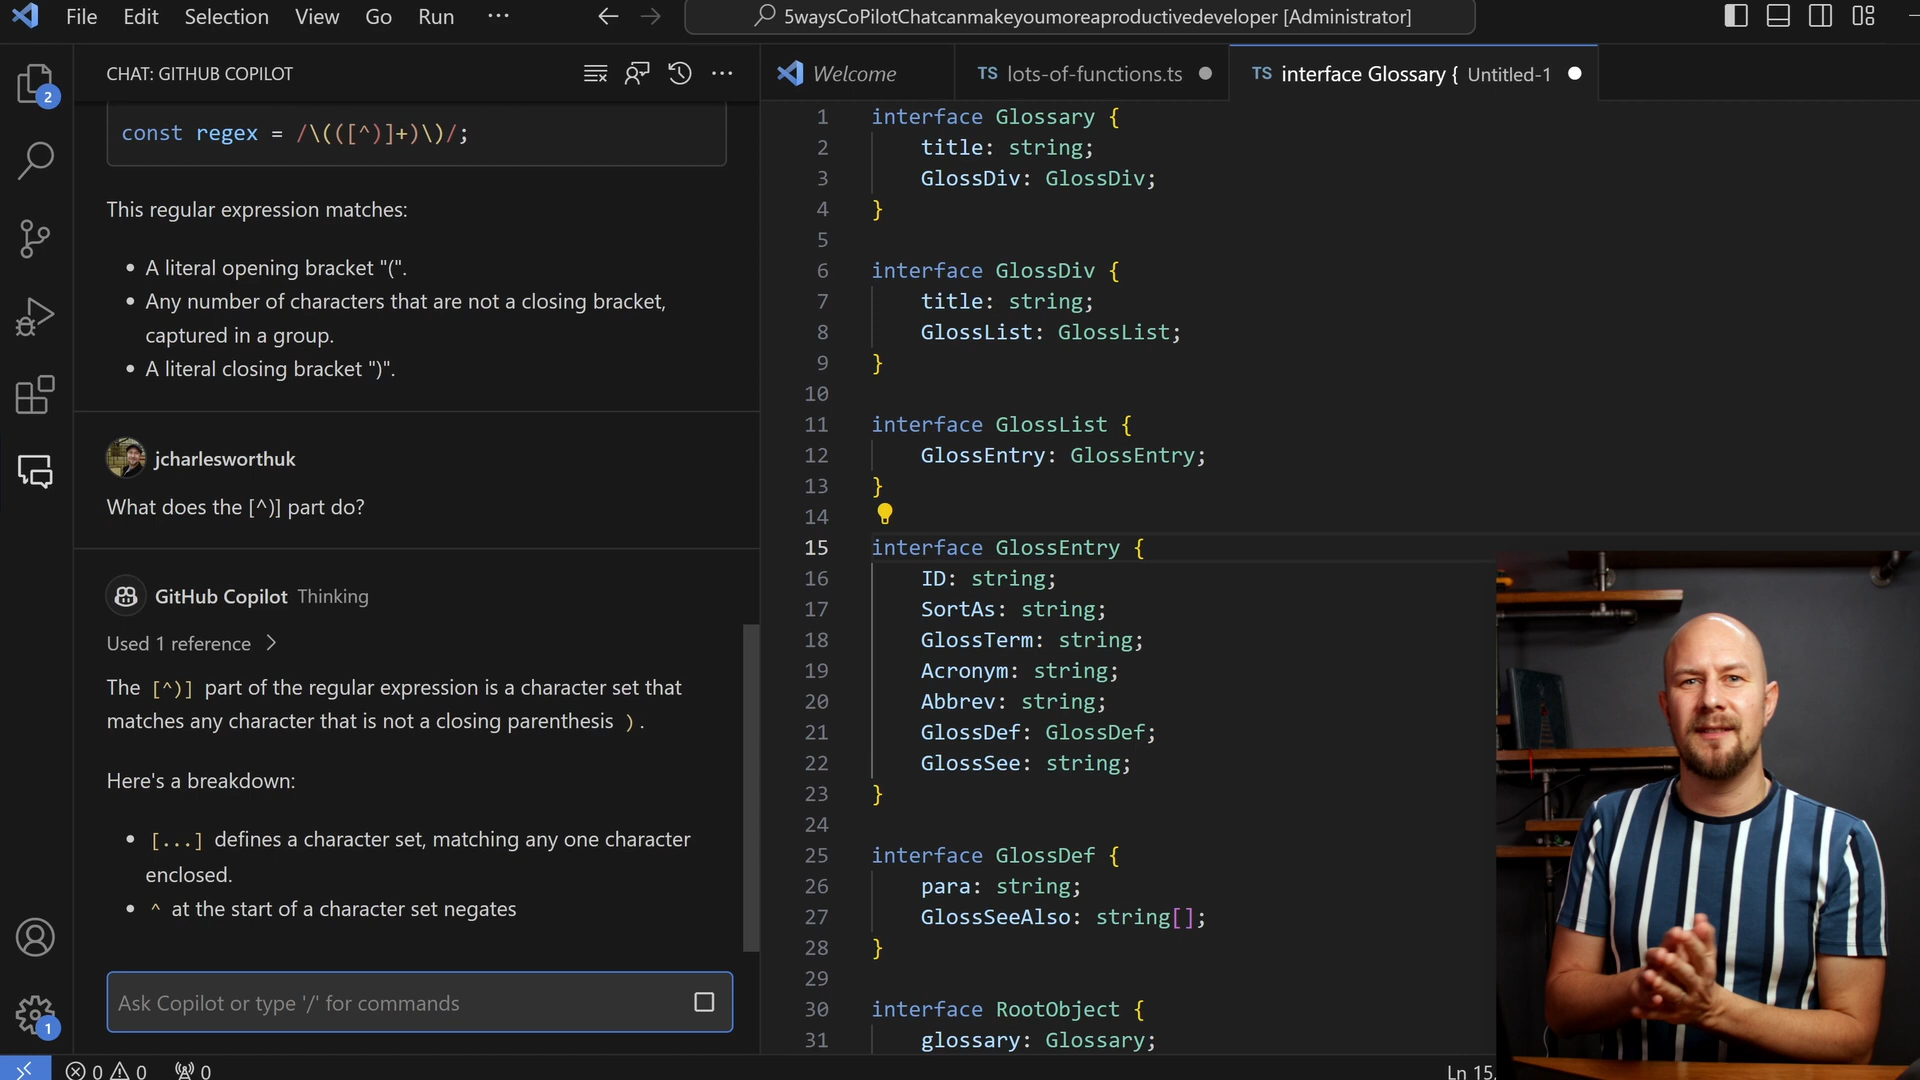 File Edit Selection View Go Run ...
5waysCoPilotChatcanmakeyoumoreaproductivedeveloper [Administrator]
CHAT: GITHUB COPILOT
Welcome
TS lots-of-functions.ts
TS interface Glossary { Untitled-1
2
const regex = /\(([^)]+)\)/;
This regular expression matches:
• A literal opening bracket "(".
• Any number of characters that are not a closing bracket,
captured in a group.
• A literal closing bracket ")".
jcharlesworthuk
What does the [^)] part do?
GitHub Copilot Thinking
Used 1 reference >
The [^)] part of the regular expression is a character set that
matches any character that is not a closing parenthesis ).
Here's a breakdown:
• [...] defines a character set, matching any one character
enclosed.
• ^ at the start of a character set negates
Ask Copilot or type '/' for commands
1
1 interface Glossary {
2 title: string;
3 GlossDiv: GlossDiv;
4 }
5
6 interface GlossDiv {
7 title: string;
8 GlossList: GlossList;
9 }
10
11 interface GlossList {
12 GlossEntry: GlossEntry;
13 }
14
15 interface GlossEntry {
16 ID: string;
17 SortAs: string;
18 GlossTerm: string;
19 Acronym: string;
20 Abbrev: string;
21 GlossDef: GlossDef;
22 GlossSee: string;
23 }
24
25 interface GlossDef {
26 para: string;
27 GlossSeeAlso: string[];
28 }
29
30 interface RootObject {
31 glossary: Glossary;
0 0 0
Ln 15,